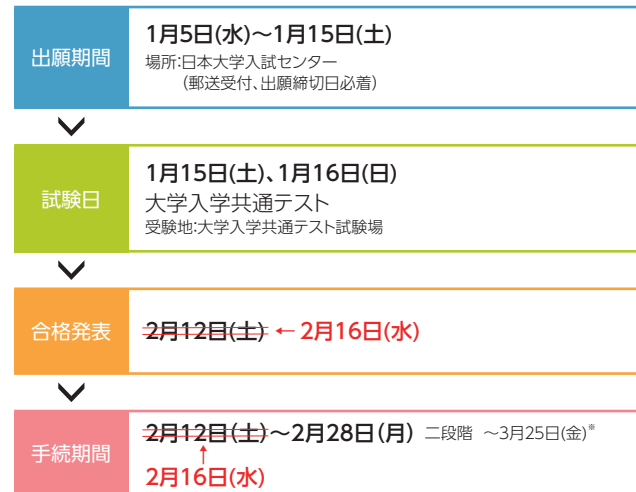 出願期間
1月5日(水)～1月15日(土)
場所:日本大学入試センター
(郵送受付、出願締切日必着)
試験日
1月15日(土)、1月16日(日)
大学入学共通テスト
受験地:大学入学共通テスト試験場
合格発表
2月12日(土) ← 2月16日(水)
手続期間
2月12日(土)～2月28日(月) 二段階 ～3月25日(金)※
↑
2月16日(水)